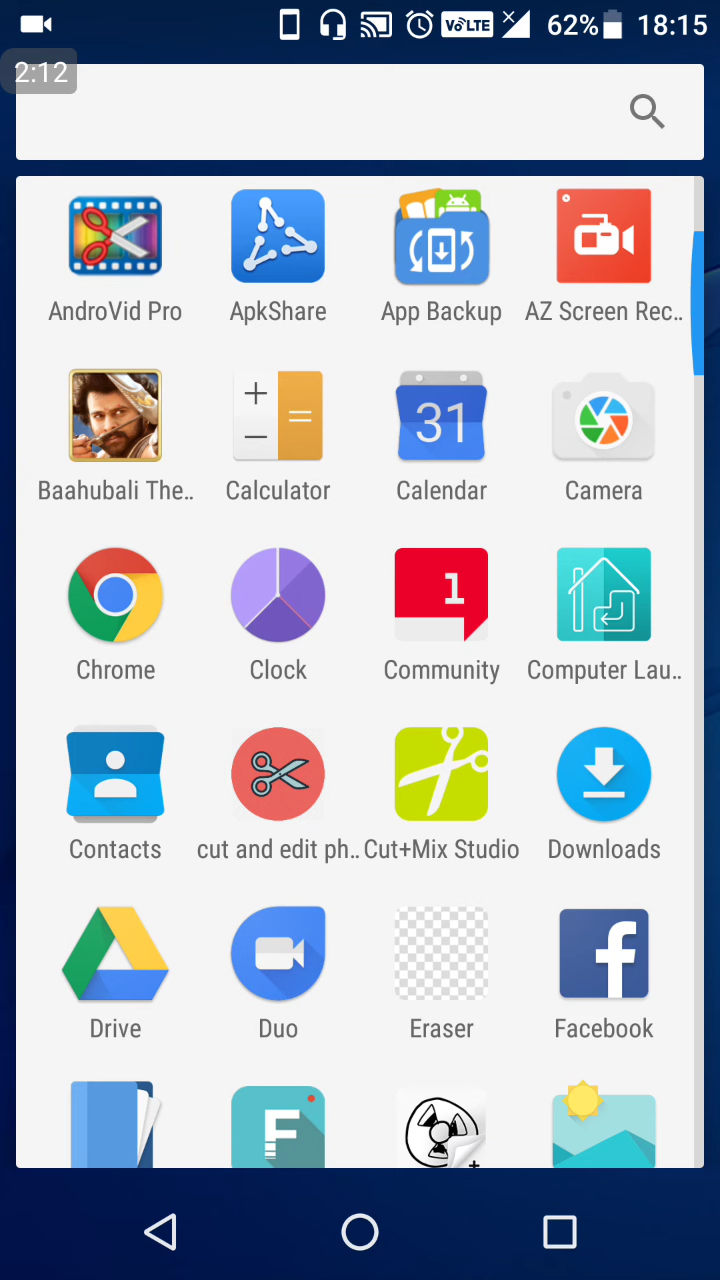 VoLTE 62% 18:15
2:12
AndroVid Pro ApkShare App Backup AZ Screen Rec..
+
=
−
31
Baahubali The.. Calculator Calendar Camera
1
Chrome Clock Community Computer Lau..
Contacts cut and edit ph.. Cut+Mix Studio Downloads
f
Drive Duo Eraser Facebook
F
+